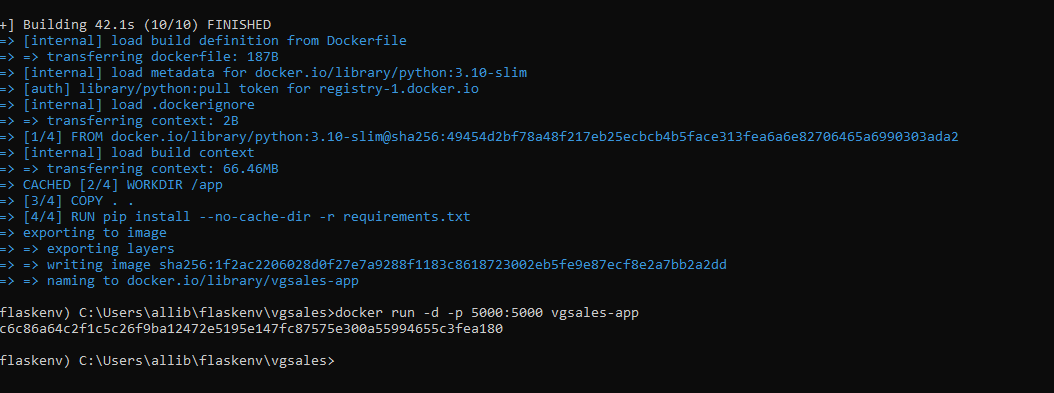 +] Building 42.1s (10/10) FINISHED
=> [internal] load build definition from Dockerfile
=> => transferring dockerfile: 187B
=> [internal] load metadata for docker.io/library/python:3.10-slim
=> [auth] library/python:pull token for registry-1.docker.io
=> [internal] load .dockerignore
=> => transferring context: 2B
=> [1/4] FROM docker.io/library/python:3.10-slim@sha256:49454d2bf78a48f217eb25ecbcb4b5face313fea6a6e82706465a6990303ada2
=> [internal] load build context
=> => transferring context: 66.46MB
=> CACHED [2/4] WORKDIR /app
=> [3/4] COPY . .
=> [4/4] RUN pip install --no-cache-dir -r requirements.txt
=> exporting to image
=> => exporting layers
=> => writing image sha256:1f2ac2206028d0f27e7a9288f1183c8618723002eb5fe9e87ecf8e2a7bb2a2dd
=> => naming to docker.io/library/vgsales-app
flaskenv) C:\Users\allib\flaskenv\vgsales>docker run -d -p 5000:5000 vgsales-app
c6c86a64c2f1c5c26f9ba12472e5195e147fc87575e300a55994655c3fea180
flaskenv) C:\Users\allib\flaskenv\vgsales>